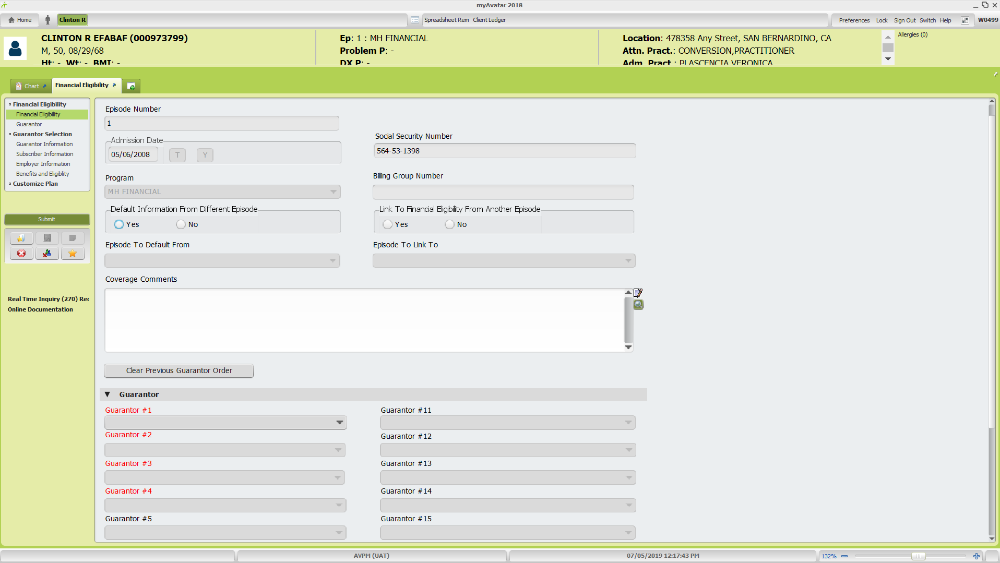 myAvatar 2018
Home
Clinton R
Spreadsheet Rem Client Ledger
Preferences Lock Sign Out Switch Help
W0499
CLINTON R EFABAF (000973799)
M, 50, 08/29/68
Ht: - Wt: - BMI: -
Ep: 1 : MH FINANCIAL
Problem P: -
DX P: -
Location: 478358 Any Street, SAN BERNARDINO, CA
Attn. Pract.: CONVERSION,PRACTITIONER
Adm. Pract.: PLASCENCIA VERONICA
Allergies (0)
Chart
Financial Eligibility
Financial Eligibility
Financial Eligibility
Guarantor
Guarantor Selection
Guarantor Information
Subscriber Information
Employer Information
Benefits and Eligiblity
Customize Plan
Submit
Real Time Inquiry (270) Rec
Online Documentation
Episode Number
1
Admission Date
05/06/2008
T Y
Social Security Number
564-53-1398
Program
MH FINANCIAL
Billing Group Number
Default Information From Different Episode
Yes No
Link To Financial Eligibility From Another Episode
Yes No
Episode To Default From
Episode To Link To
Coverage Comments
Clear Previous Guarantor Order
▼ Guarantor
Guarantor #1
Guarantor #11
Guarantor #2
Guarantor #12
Guarantor #3
Guarantor #13
Guarantor #4
Guarantor #14
Guarantor #5
Guarantor #15
AVPM (UAT)
07/05/2019 12:17:43 PM
132%